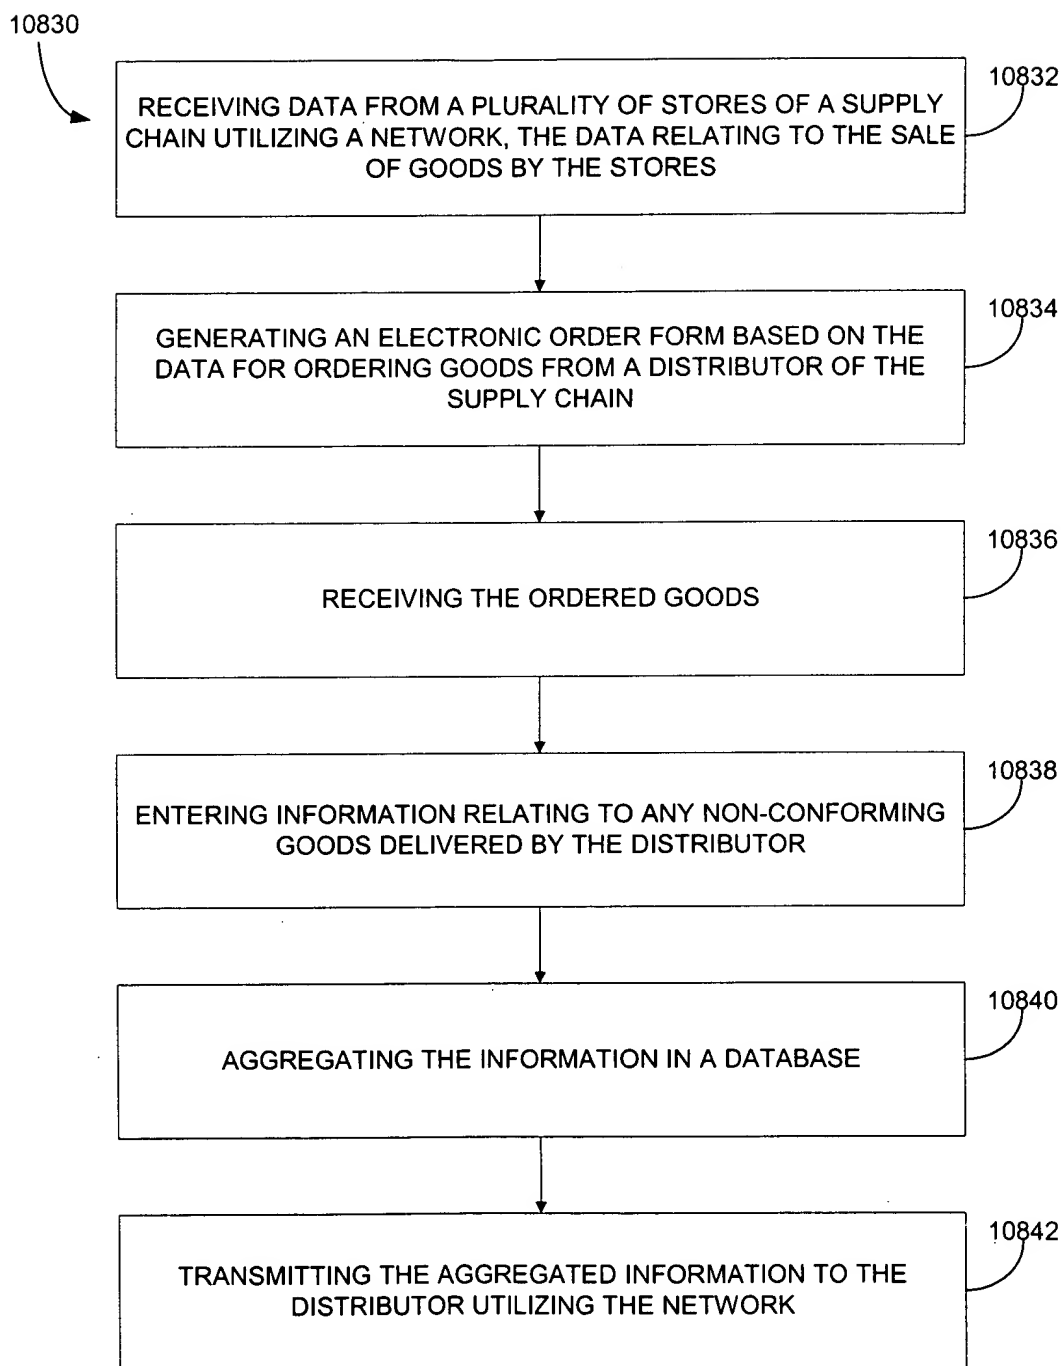 10830
10832
RECEIVING DATA FROM A PLURALITY OF STORES OF A SUPPLY
CHAIN UTILIZING A NETWORK, THE DATA RELATING TO THE SALE
OF GOODS BY THE STORES
10834
GENERATING AN ELECTRONIC ORDER FORM BASED ON THE
DATA FOR ORDERING GOODS FROM A DISTRIBUTOR OF THE
SUPPLY CHAIN
10836
RECEIVING THE ORDERED GOODS
10838
ENTERING INFORMATION RELATING TO ANY NON-CONFORMING
GOODS DELIVERED BY THE DISTRIBUTOR
10840
AGGREGATING THE INFORMATION IN A DATABASE
10842
TRANSMITTING THE AGGREGATED INFORMATION TO THE
DISTRIBUTOR UTILIZING THE NETWORK